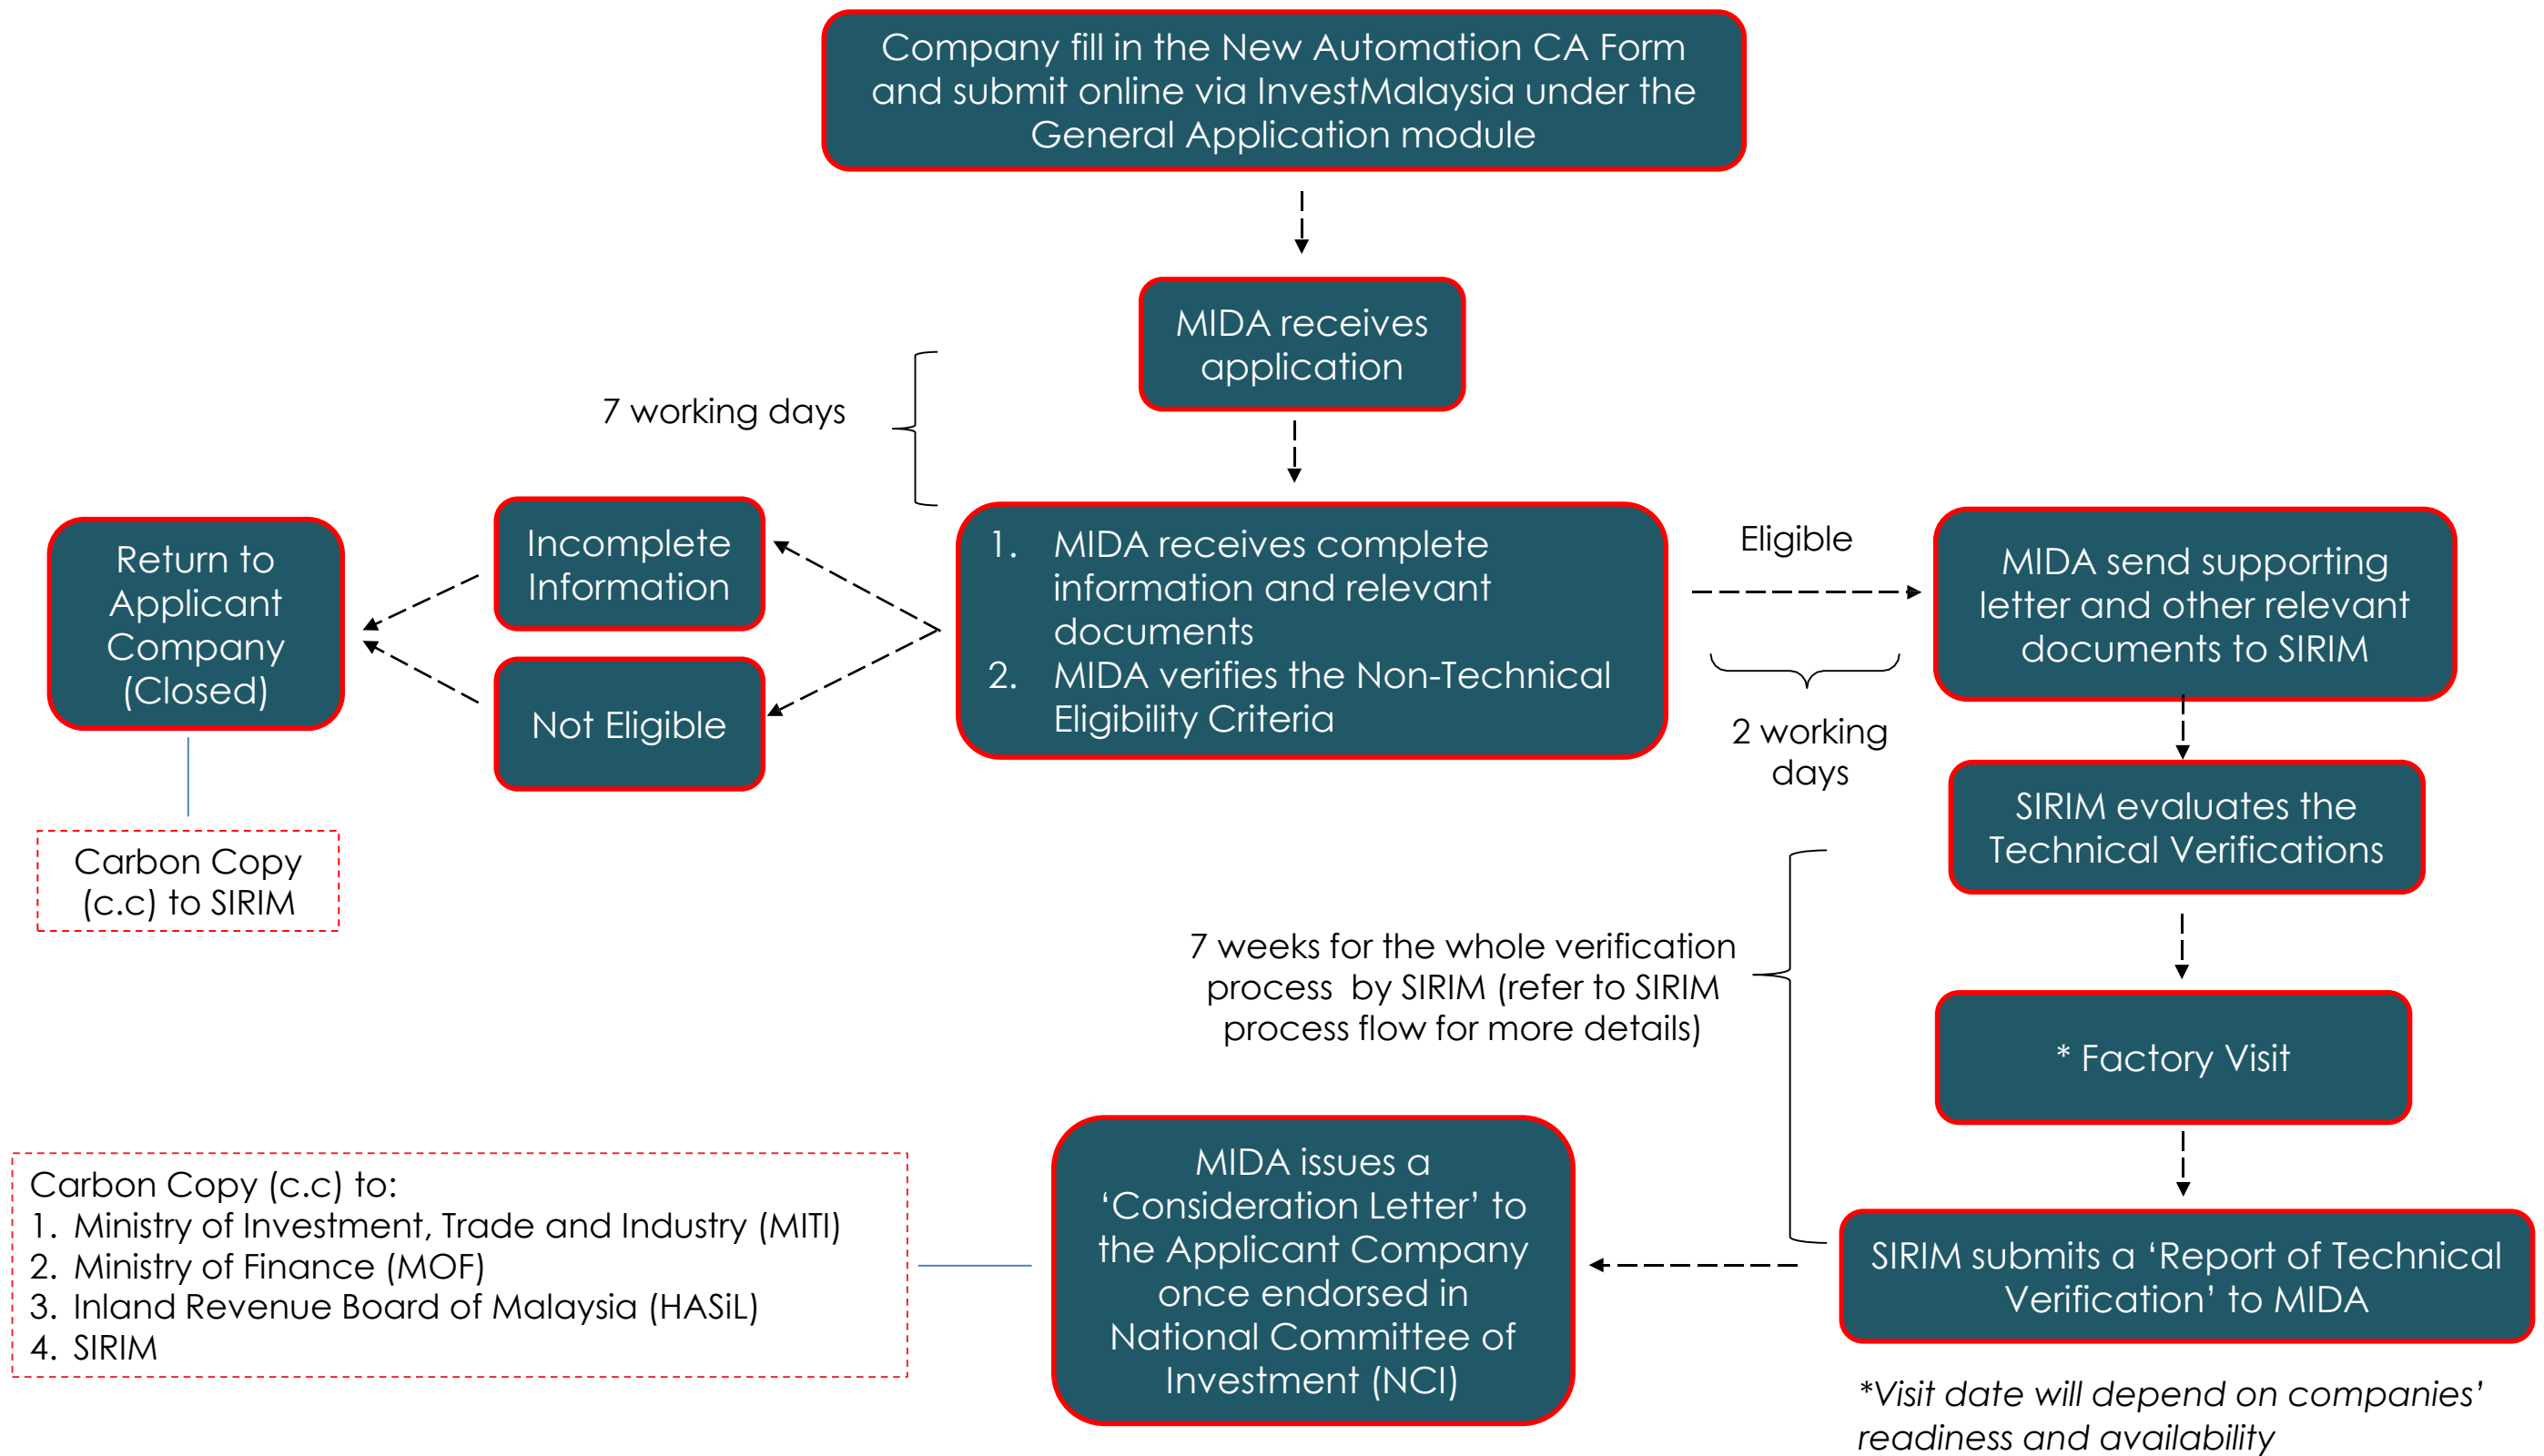 Company fill in the New Automation CA Form
and submit online via InvestMalaysia under the
General Application module
MIDA receives
application
7 working days
1. MIDA receives complete
information and relevant
documents
2. MIDA verifies the Non-Technical
Eligibility Criteria
Incomplete
Information
Not Eligible
Return to
Applicant
Company
(Closed)
Carbon Copy
(c.c) to SIRIM
Eligible
2 working
days
MIDA send supporting
letter and other relevant
documents to SIRIM
SIRIM evaluates the
Technical Verifications
7 weeks for the whole verification
process  by SIRIM (refer to SIRIM
process flow for more details)
* Factory Visit
SIRIM submits a ‘Report of Technical
Verification’ to MIDA
*Visit date will depend on companies’
readiness and availability
MIDA issues a
‘Consideration Letter’ to
the Applicant Company
once endorsed in
National Committee of
Investment (NCI)
Carbon Copy (c.c) to:
1. Ministry of Investment, Trade and Industry (MITI)
2. Ministry of Finance (MOF)
3. Inland Revenue Board of Malaysia (HASiL)
4. SIRIM